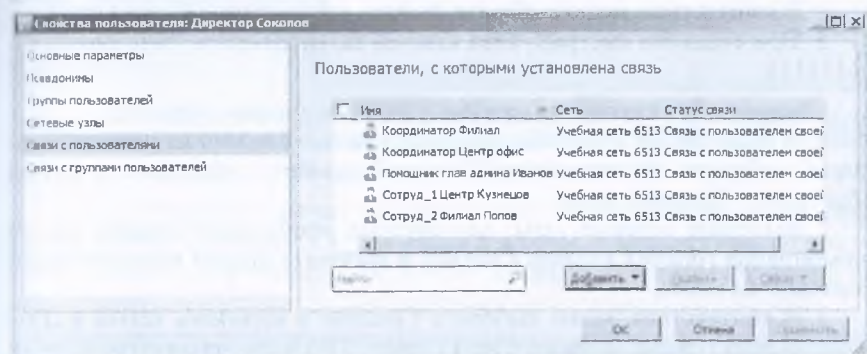 Свойства пользователя: Директор Соколов
Основные параметры
Псевдонимы
Группы пользователей
Сетевые узлы
Связи с пользователями
Связи с группами пользователей
Пользователи, с которыми установлена связь
Имя Сеть Статус связи
Координатор Филиал Учебная сеть 6513 Связь с пользователем своей
Координатор Центр офис Учебная сеть 6513 Связь с пользователем своей
Помощник глав админа Иванов Учебная сеть 6513 Связь с пользователем своей
Сотруд_1 Центр Кузнецов Учебная сеть 6513 Связь с пользователем своей
Сотруд_2 Филиал Попов Учебная сеть 6513 Связь с пользователем своей
Найти
Добавить Удалить
ОК Отмена Применить